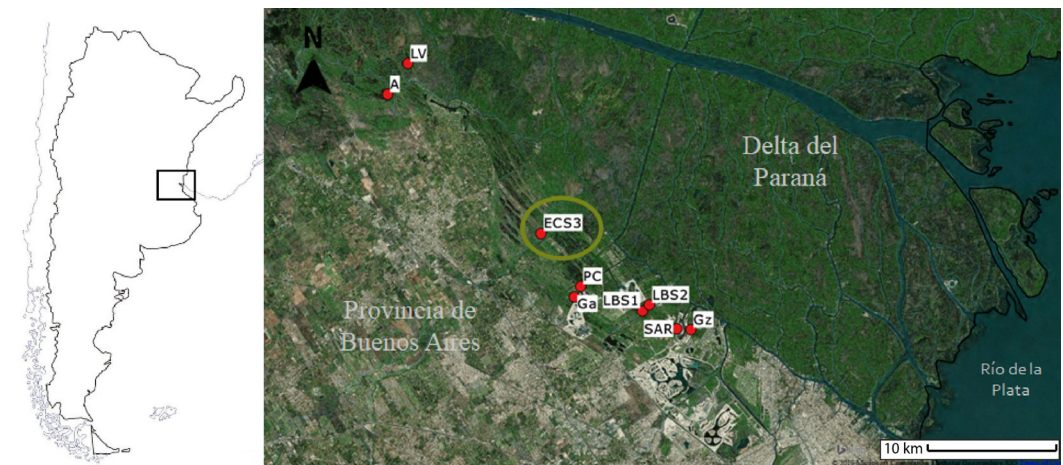 N
LV
A
Delta del
Paraná
ECS3
PC
Ga
LBS1
LBS2
SAR
Gz
Provincia de
Buenos Aires
Río de la
Plata
10 km